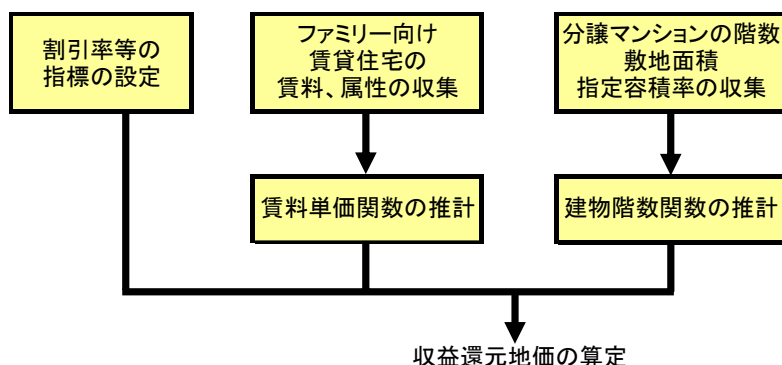 割引率等の
指標の設定
ファミリー向け
賃貸住宅の
賃料、属性の収集
分譲マンションの階数
敷地面積
指定容積率の収集
賃料単価関数の推計
建物階数関数の推計
収益還元地価の算定